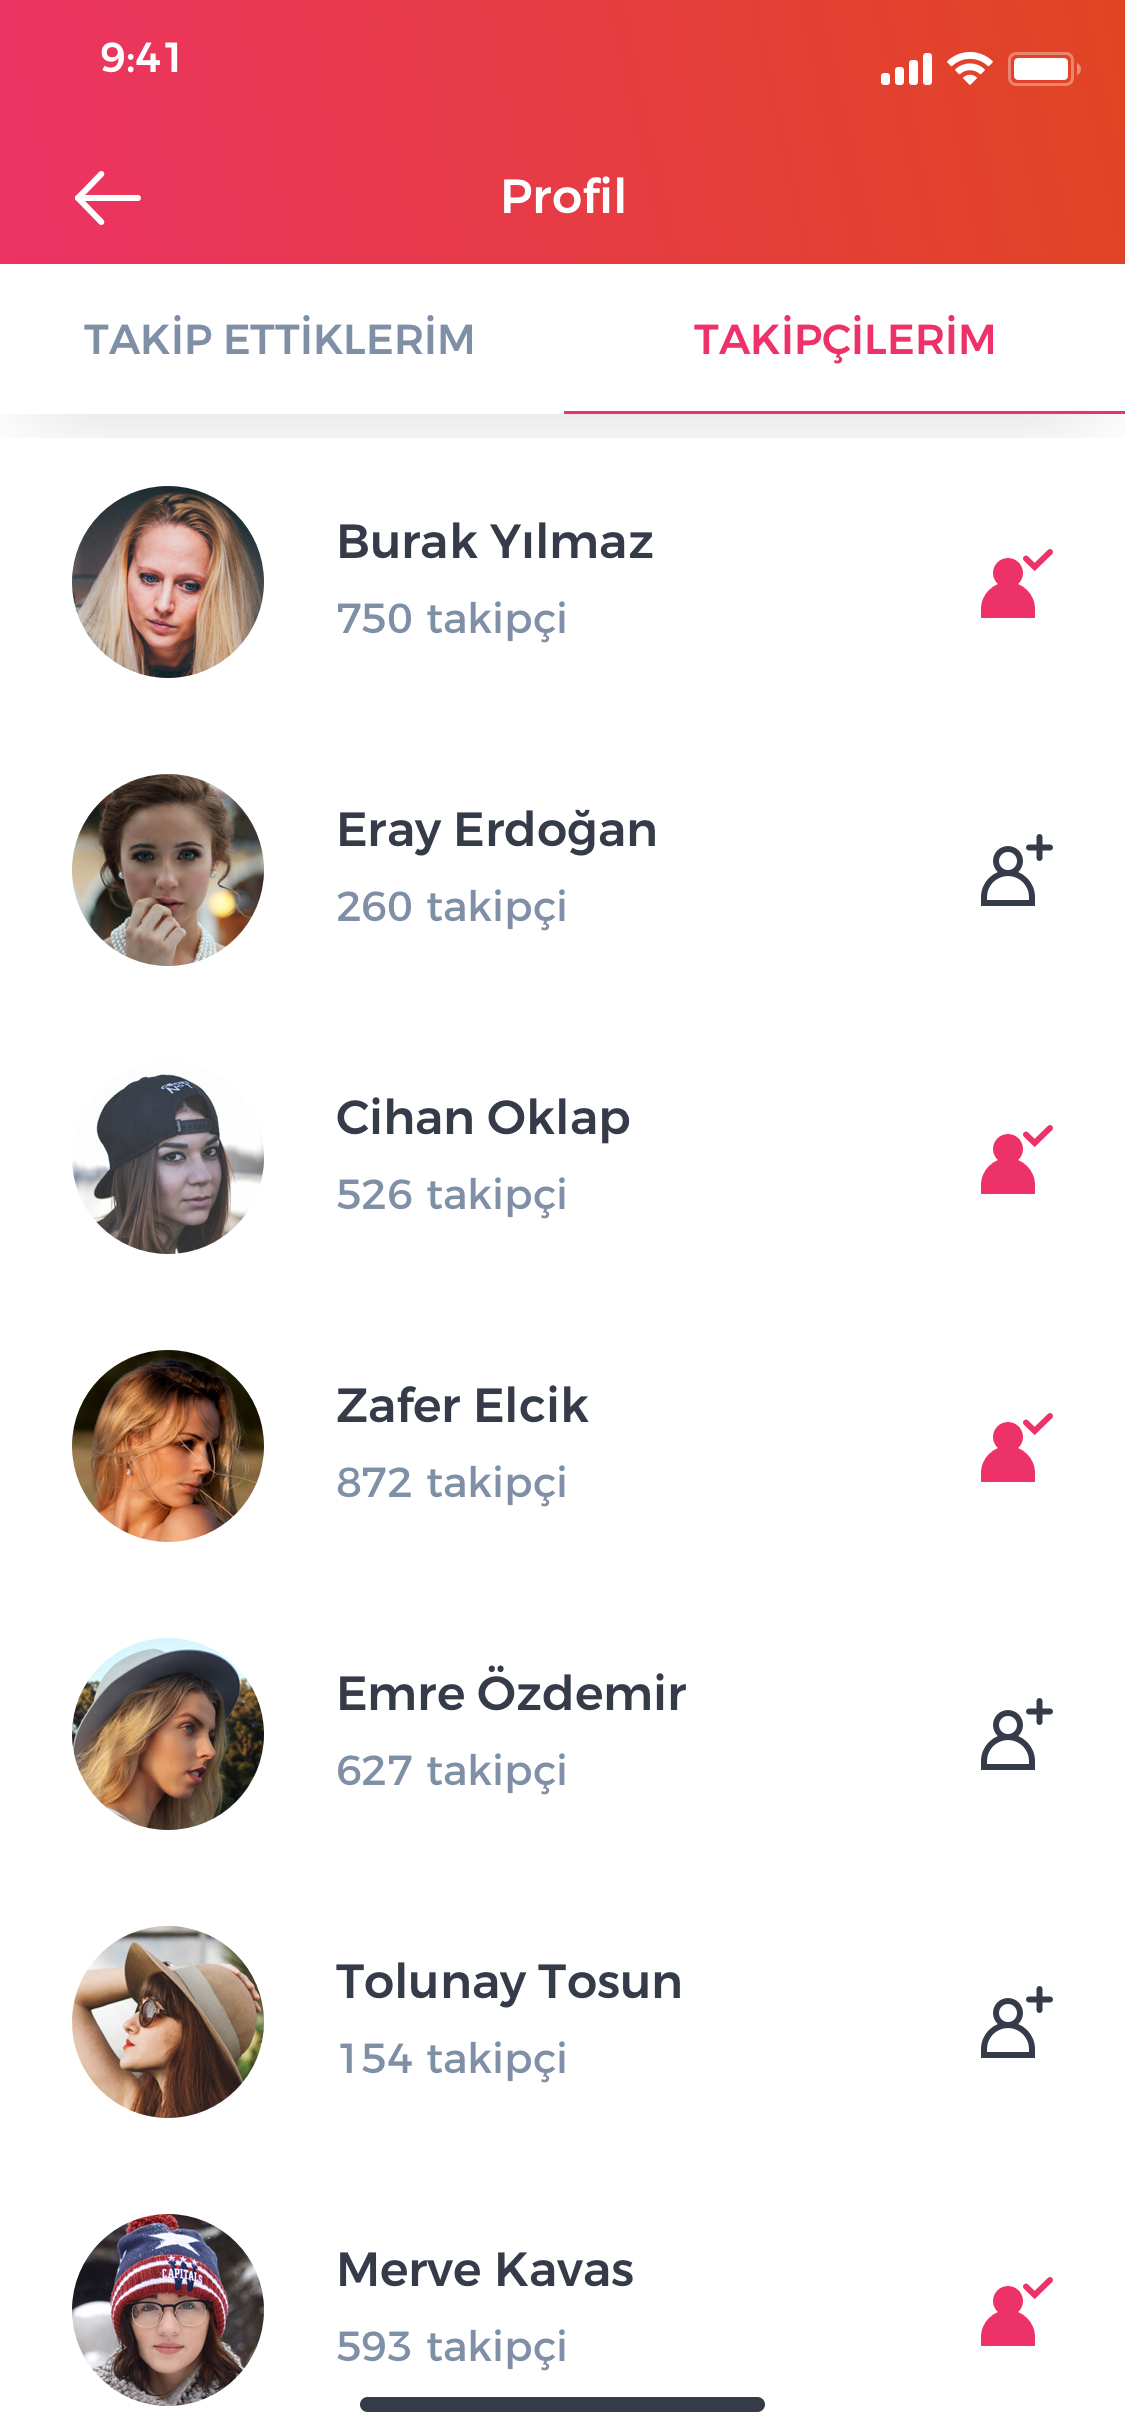 9:41
Profil
TAKİP ETTİKLERİM
TAKİPÇİLERİM
Burak Yılmaz
750 takipçi
Eray Erdoğan
260 takipçi
Cihan Oklap
526 takipçi
Zafer Elcik
872 takipçi
Emre Özdemir
627 takipçi
Tolunay Tosun
154 takipçi
CAPITALS
Merve Kavas
593 takipçi